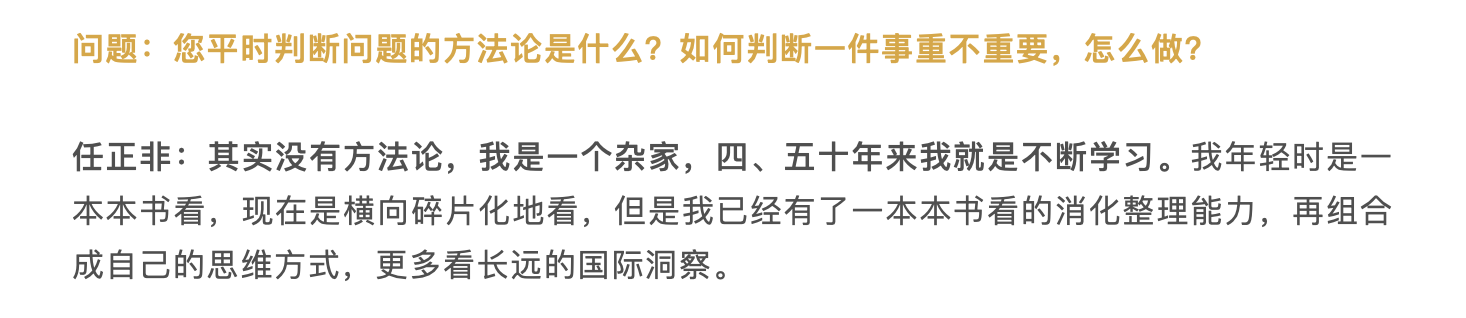 问题：您平时判断问题的方法论是什么？如何判断一件事重不重要，怎么做？
任正非：其实没有方法论，我是一个杂家，四、五十年来我就是不断学习。我年轻时是一
本本书看，现在是横向碎片化地看，但是我已经有了一本本书看的消化整理能力，再组合
成自己的思维方式，更多看长远的国际洞察。